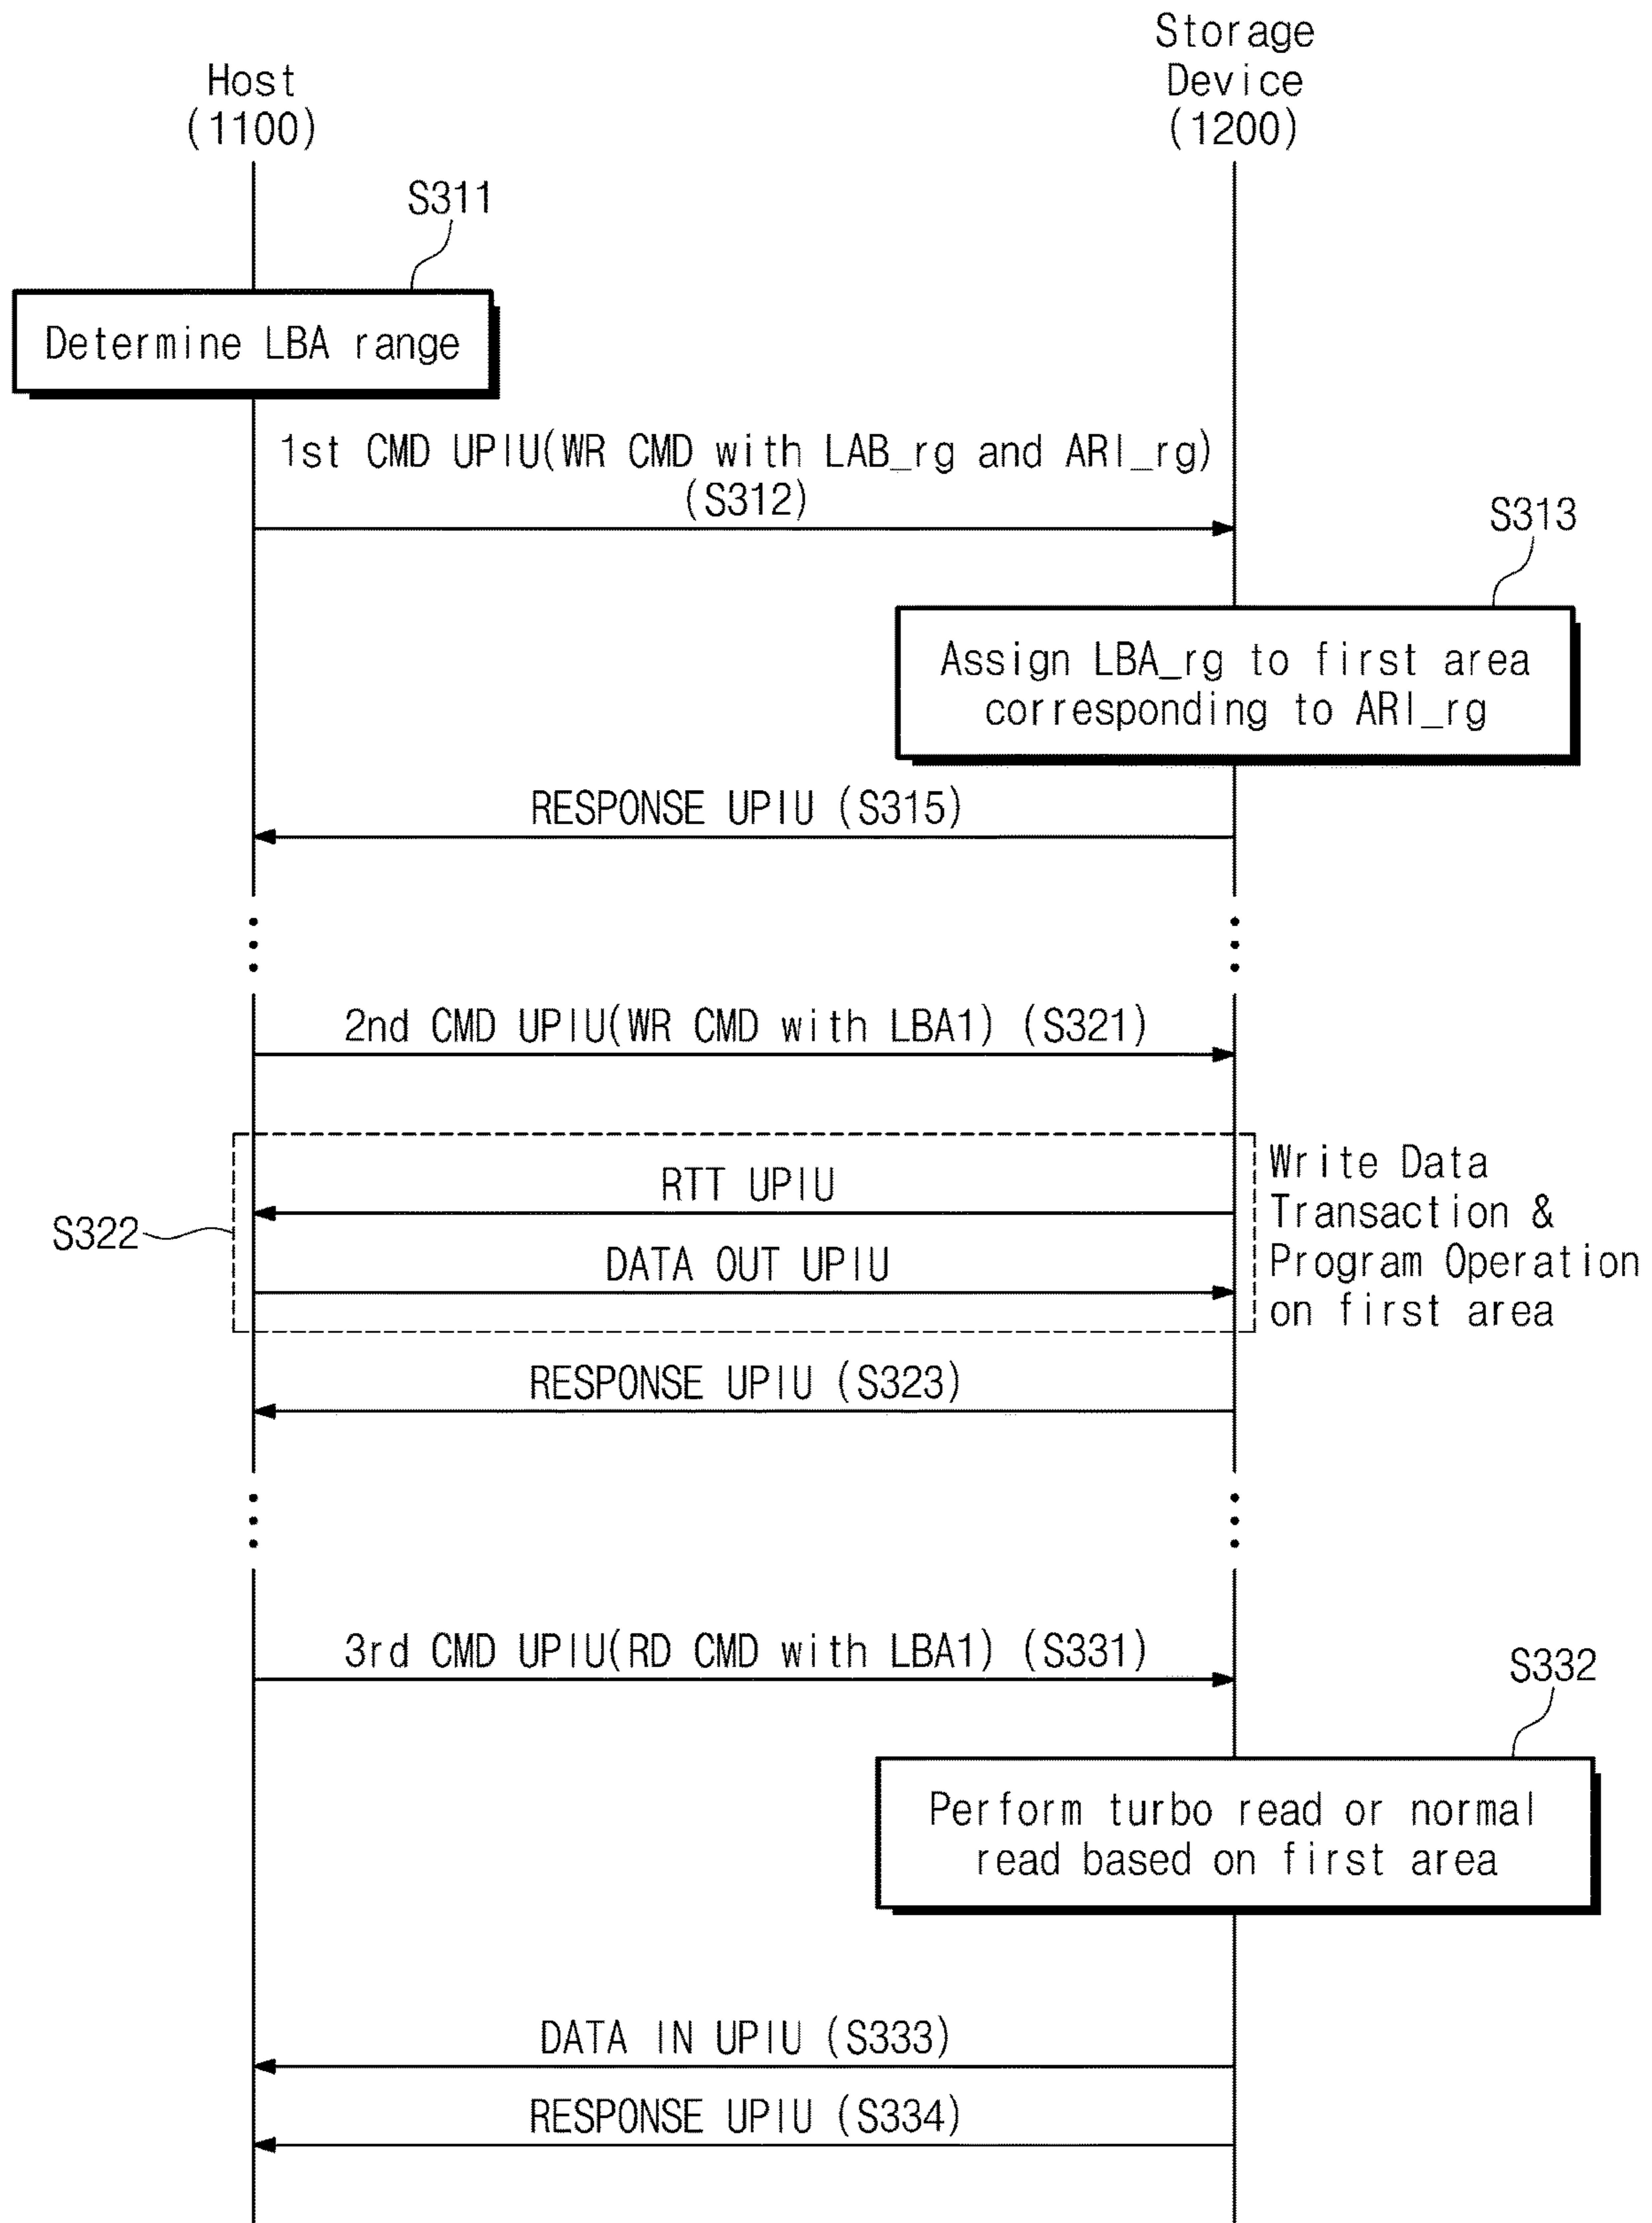 Host
(1100)
Storage
Device
(1200)
S311
Determine LBA range
1st CMD UPIU(WR CMD with LAB_rg and ARI_rg)
(S312)
S313
Assign LBA_rg to first area
corresponding to ARI_rg
RESPONSE UPIU (S315)
2nd CMD UPIU(WR CMD with LBA1) (S321)
S322
RTT UPIU
DATA OUT UPIU
Write Data
Transaction &
Program Operation
on first area
RESPONSE UPIU (S323)
3rd CMD UPIU(RD CMD with LBA1) (S331)
S332
Perform turbo read or normal
read based on first area
DATA IN UPIU (S333)
RESPONSE UPIU (S334)